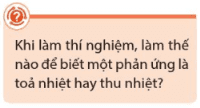 Khi làm thí nghiệm, làm thế
nào để biết một phản ứng là
toả nhiệt hay thu nhiệt?